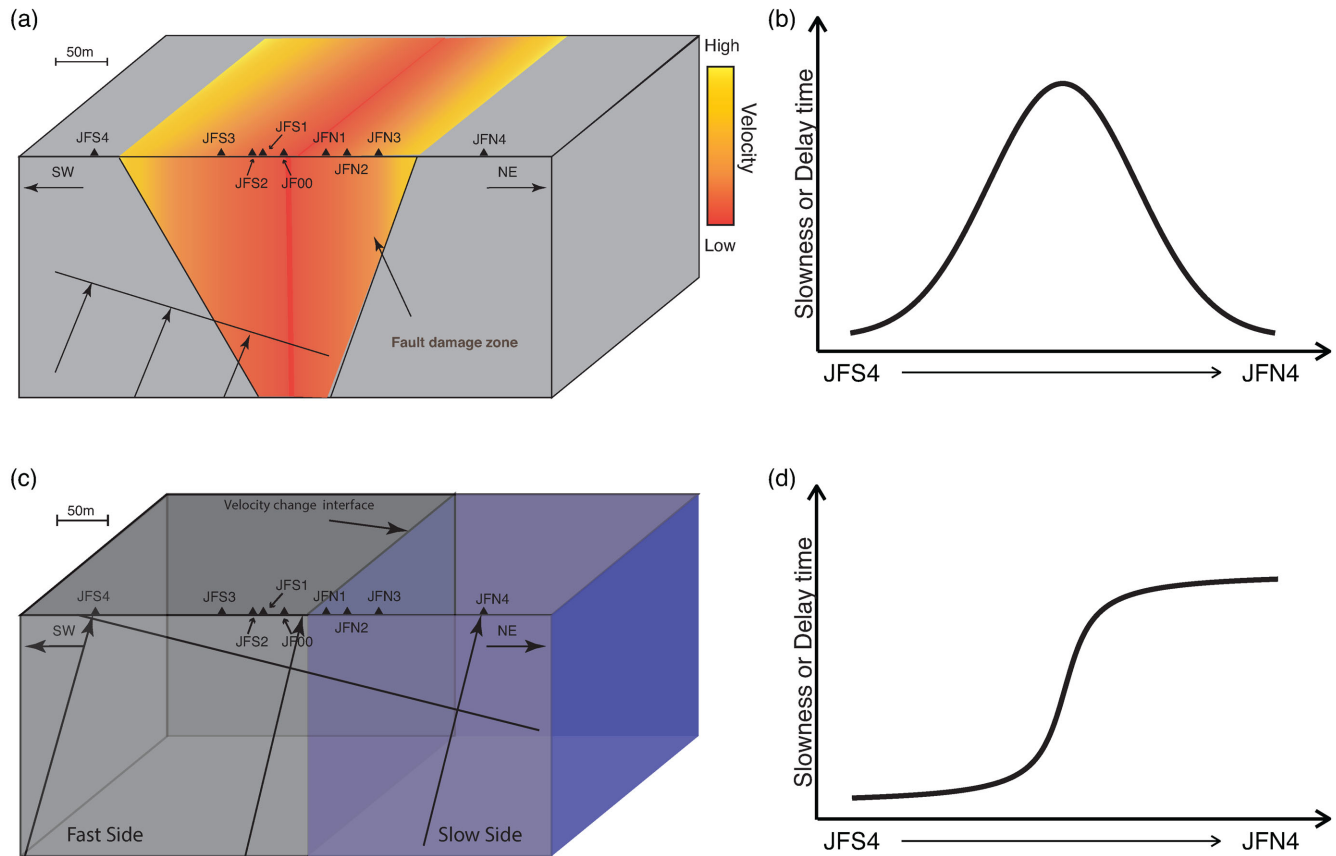 (a)
50m
High
Velocity
Low
JFS4
JFS3
JFS1
JFN1
JFN3
JFN4
SW
JFS2
JF00
JFN2
NE
Fault damage zone
(b)
Slowness or Delay time
JFS4
JFN4
(c)
50m
Velocity change interface
JFS4
JFS3
JFS1
JFN1
JFN3
JFN4
SW
JFS2
JF00
JFN2
NE
Fast Side
Slow Side
(d)
Slowness or Delay time
JFS4
JFN4